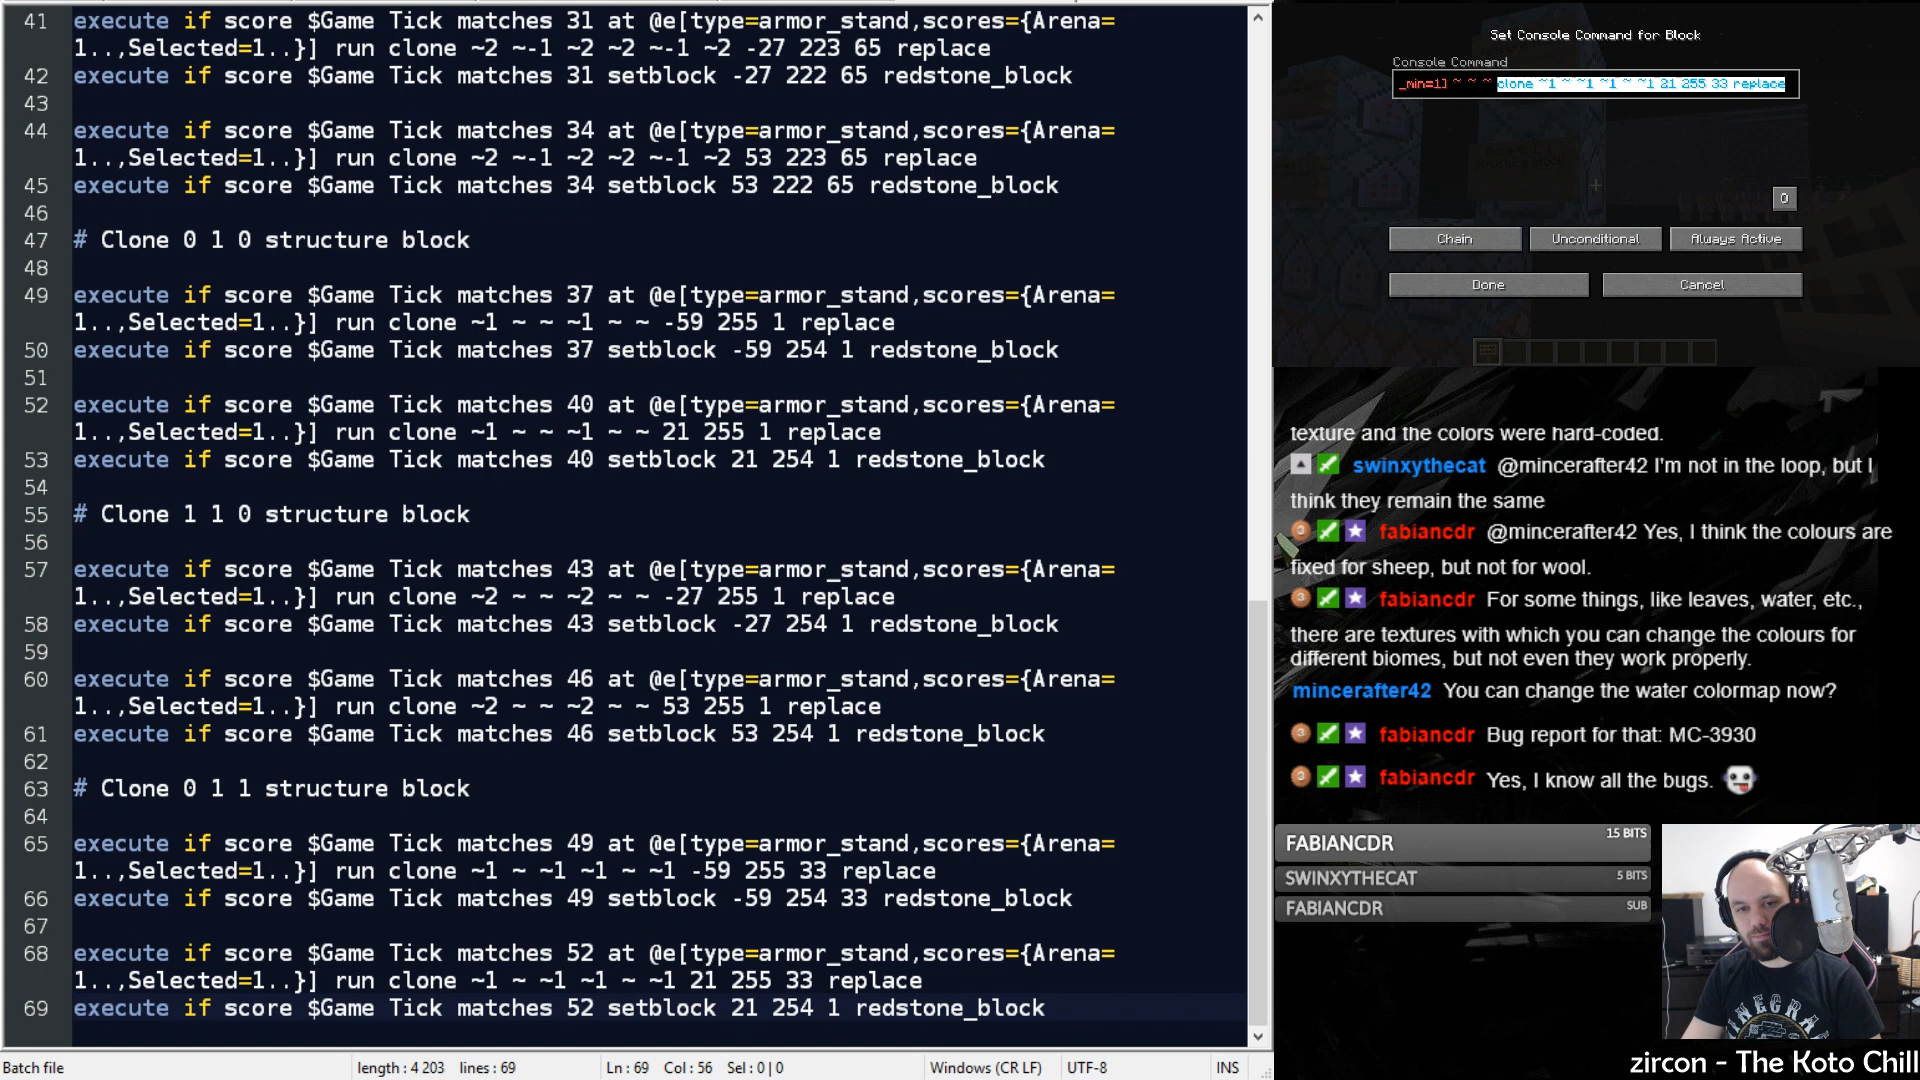 41 execute if score $Game Tick matches 31 at @e[type=armor_stand,scores={Arena=
1..,Selected=1..}] run clone ~2 ~-1 ~2 ~2 ~-1 ~2 -27 223 65 replace
42 execute if score $Game Tick matches 31 setblock -27 222 65 redstone_block
43
44 execute if score $Game Tick matches 34 at @e[type=armor_stand,scores={Arena=
1..,Selected=1..}] run clone ~2 ~-1 ~2 ~2 ~-1 ~2 53 223 65 replace
45 execute if score $Game Tick matches 34 setblock 53 222 65 redstone_block
46
47 # Clone 0 1 0 structure block
48
49 execute if score $Game Tick matches 37 at @e[type=armor_stand,scores={Arena=
1..,Selected=1..}] run clone ~1 ~ ~ ~1 ~ ~ -59 255 1 replace
50 execute if score $Game Tick matches 37 setblock -59 254 1 redstone_block
51
52 execute if score $Game Tick matches 40 at @e[type=armor_stand,scores={Arena=
1..,Selected=1..}] run clone ~1 ~ ~ ~1 ~ ~ 21 255 1 replace
53 execute if score $Game Tick matches 40 setblock 21 254 1 redstone_block
54
55 # Clone 1 1 0 structure block
56
57 execute if score $Game Tick matches 43 at @e[type=armor_stand,scores={Arena=
1..,Selected=1..}] run clone ~2 ~ ~ ~2 ~ ~ -27 255 1 replace
58 execute if score $Game Tick matches 43 setblock -27 254 1 redstone_block
59
60 execute if score $Game Tick matches 46 at @e[type=armor_stand,scores={Arena=
1..,Selected=1..}] run clone ~2 ~ ~ ~2 ~ ~ 53 255 1 replace
61 execute if score $Game Tick matches 46 setblock 53 254 1 redstone_block
62
63 # Clone 0 1 1 structure block
64
65 execute if score $Game Tick matches 49 at @e[type=armor_stand,scores={Arena=
1..,Selected=1..}] run clone ~1 ~ ~1 ~1 ~ ~1 -59 255 33 replace
66 execute if score $Game Tick matches 49 setblock -59 254 33 redstone_block
67
68 execute if score $Game Tick matches 52 at @e[type=armor_stand,scores={Arena=
1..,Selected=1..}] run clone ~1 ~ ~1 ~1 ~ ~1 21 255 33 replace
69 execute if score $Game Tick matches 52 setblock 21 254 1 redstone_block
Batch file length : 4 203 lines : 69 Ln : 69 Col : 56 Sel : 0 | 0 Windows (CR LF) UTF-8 INS
Set Console Command for Block
Console Command
_min=1] ~ ~ ~ clone ~1 ~ ~1 ~1 ~ ~1 21 255 33 replace
0
Chain Unconditional Always Active
Done Cancel
texture and the colors were hard-coded.
swinxythecat @mincerafter42 I'm not in the loop, but I
think they remain the same
fabiancdr @mincerafter42 Yes, I think the colours are
fixed for sheep, but not for wool.
fabiancdr For some things, like leaves, water, etc.,
there are textures with which you can change the colours for
different biomes, but not even they work properly.
mincerafter42 You can change the water colormap now?
fabiancdr Bug report for that: MC-3930
fabiancdr Yes, I know all the bugs.
FABIANCDR 15 BITS
SWINXYTHECAT 5 BITS
FABIANCDR SUB
zircon - The Koto Chill